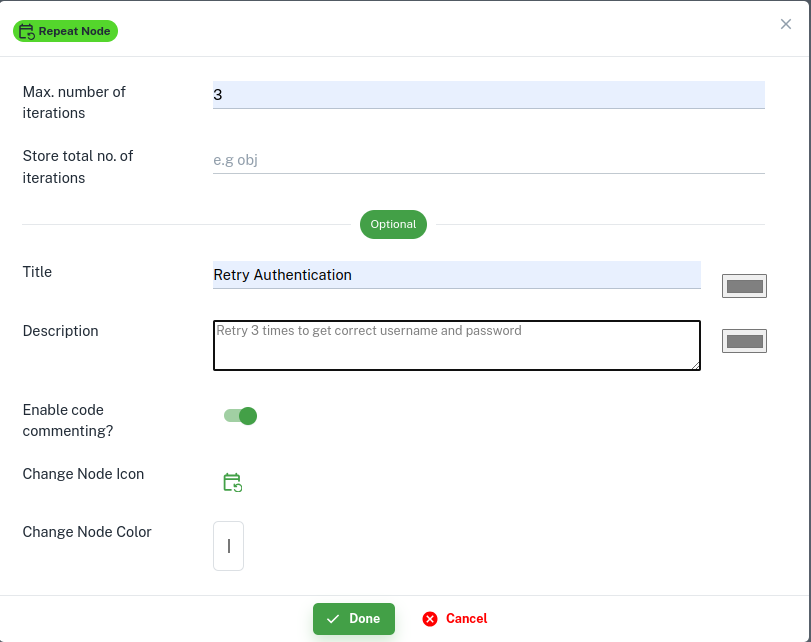 Repeat Node
Max. number of
iterations
3
Store total no. of
iterations
e.g obj
Optional
Title
Retry Authentication
Description
Retry 3 times to get correct username and password
Enable code
commenting?
Change Node Icon
Change Node Color
Done
Cancel